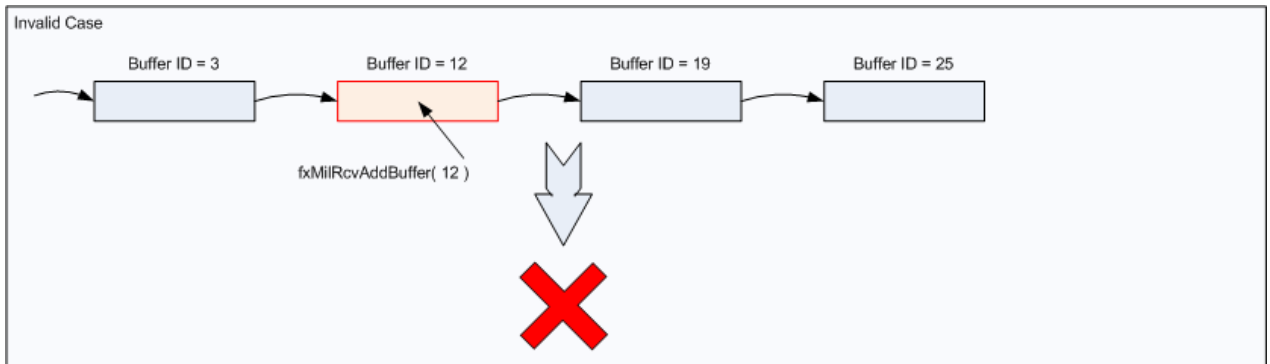 Invalid Case
Buffer ID = 3
Buffer ID = 12
Buffer ID = 19
Buffer ID = 25
fxMilRcvAddBuffer( 12 )